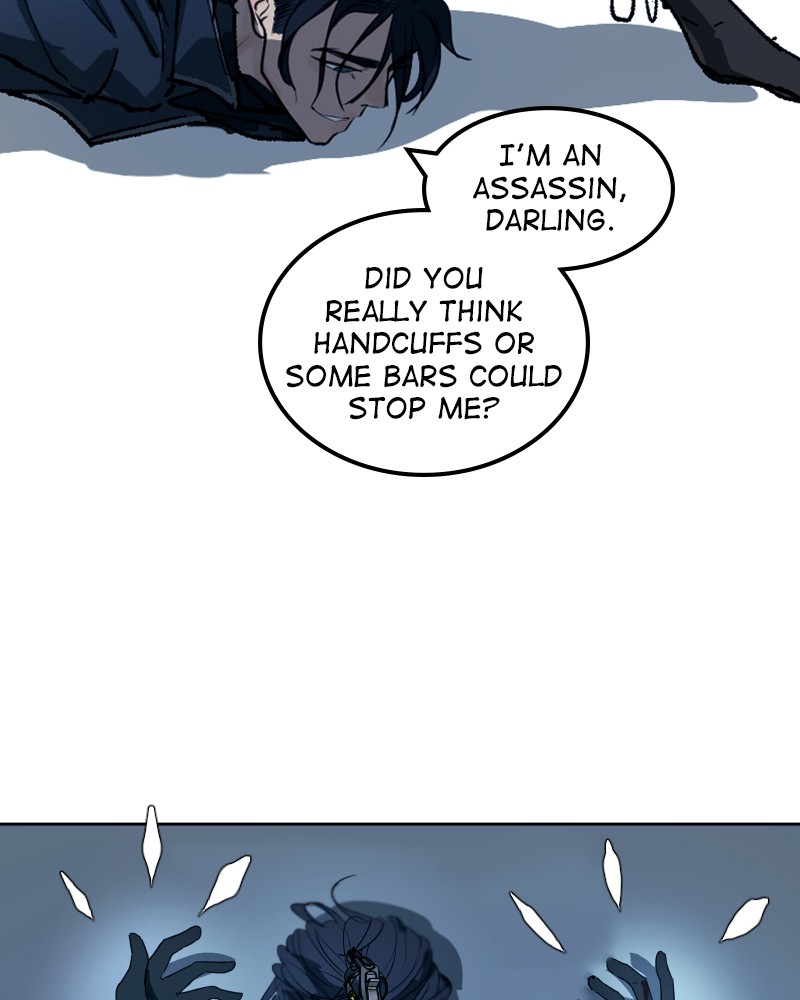 I'M AN
ASSASSIN,
DARLING.
DID YOU
REALLY THINK
HANDCUFFS OR
SOME BARS COULD
STOP ME?